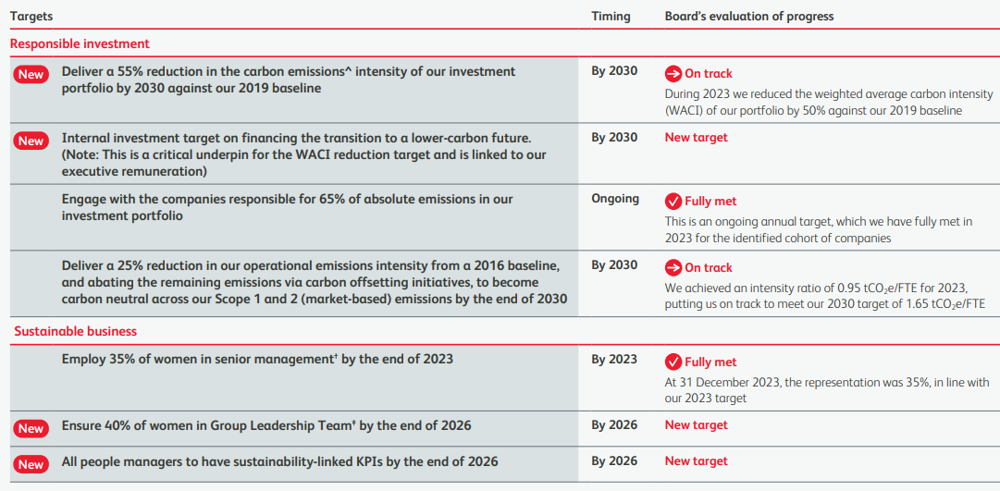 Targets Timing Board's evaluation of progress
Responsible investment
New Deliver a 55% reduction in the carbon emissions^ intensity of our investment
portfolio by 2030 against our 2019 baseline
By 2030
On track
During 2023 we reduced the weighted average carbon intensity
(WACI) of our portfolio by 50% against our 2019 baseline
New Internal investment target on financing the transition to a lower-carbon future.
(Note: This is a critical underpin for the WACI reduction target and is linked to our
executive remuneration)
By 2030
New target
Engage with the companies responsible for 65% of absolute emissions in our
investment portfolio
Ongoing
Fully met
This is an ongoing annual target, which we have fully met in
2023 for the identified cohort of companies
Deliver a 25% reduction in our operational emissions intensity from a 2016 baseline,
and abating the remaining emissions via carbon offsetting initiatives, to become
carbon neutral across our Scope 1 and 2 (market-based) emissions by the end of 2030
By 2030
On track
We achieved an intensity ratio of 0.95 tCO₂e/FTE for 2023,
putting us on track to meet our 2030 target of 1.65 tCO₂e/FTE
Sustainable business
Employ 35% of women in senior management† by the end of 2023
By 2023
Fully met
At 31 December 2023, the representation was 35%, in line with
our 2023 target
New Ensure 40% of women in Group Leadership Team‡ by the end of 2026
By 2026
New target
New All people managers to have sustainability-linked KPIs by the end of 2026
By 2026
New target